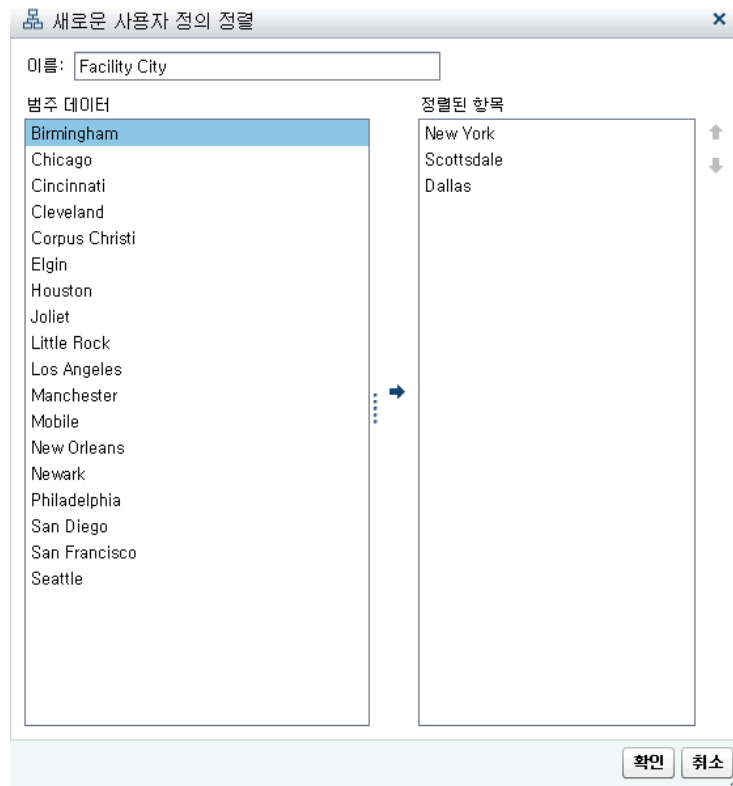 새로운 사용자 정의 정렬
이름: Facility City
범주 데이터
Birmingham
Chicago
Cincinnati
Cleveland
Corpus Christi
Elgin
Houston
Joliet
Little Rock
Los Angeles
Manchester
Mobile
New Orleans
Newark
Philadelphia
San Diego
San Francisco
Seattle
정렬된 항목
New York
Scottsdale
Dallas
확인 취소